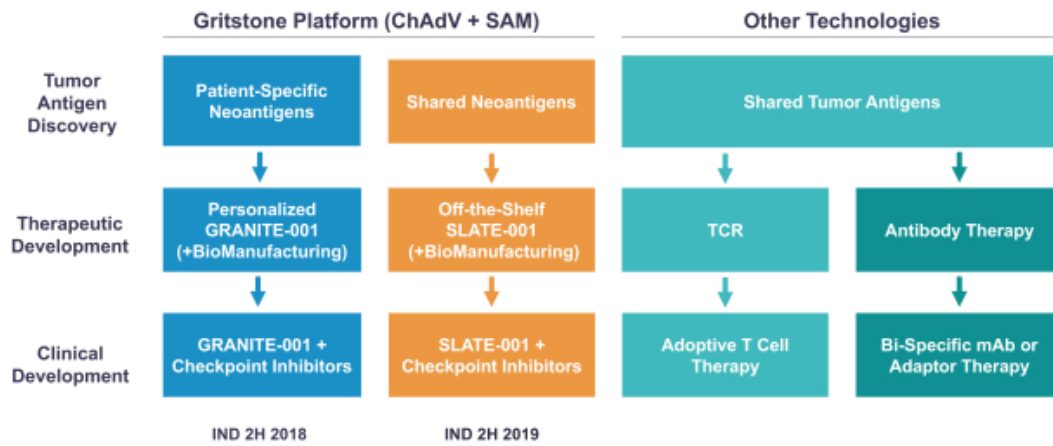 Gritstone Platform (ChAdV + SAM)
Other Technologies
Tumor
Antigen
Discovery
Patient-Specific
Neoantigens
Shared Neoantigens
Shared Tumor Antigens
Therapeutic
Development
Personalized
GRANITE-001
(+BioManufacturing)
Off-the-Shelf
SLATE-001
(+BioManufacturing)
TCR
Antibody Therapy
Clinical
Development
GRANITE-001 +
Checkpoint Inhibitors
SLATE-001 +
Checkpoint Inhibitors
Adoptive T Cell
Therapy
Bi-Specific mAb or
Adaptor Therapy
IND 2H 2018
IND 2H 2019